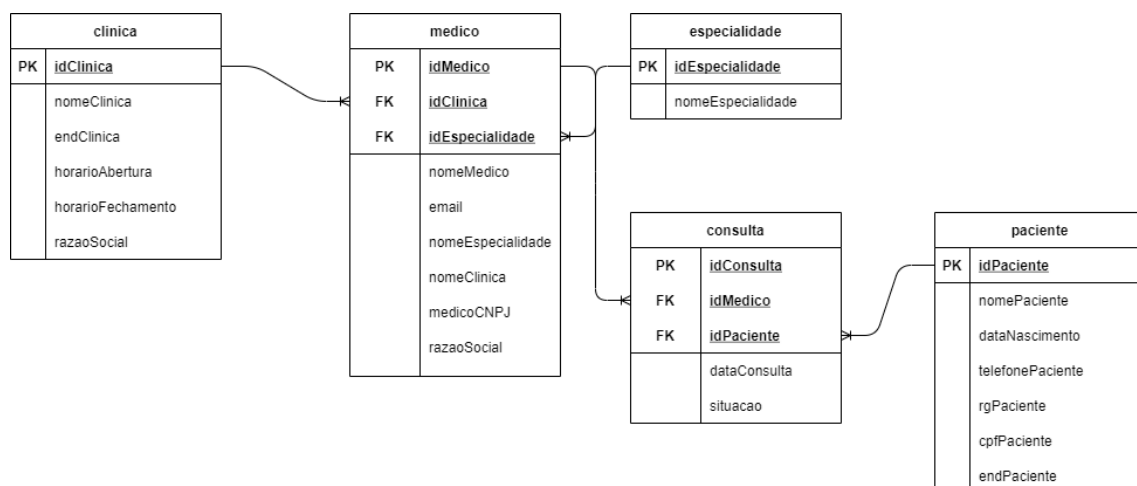 clinica
PK idClinica
nomeClinica
endClinica
horarioAbertura
horarioFechamento
razaoSocial
medico
PK idMedico
FK idClinica
FK idEspecialidade
nomeMedico
email
nomeEspecialidade
nomeClinica
medicoCNPJ
razaoSocial
especialidade
PK idEspecialidade
nomeEspecialidade
consulta
PK idConsulta
FK idMedico
FK idPaciente
dataConsulta
situacao
paciente
PK idPaciente
nomePaciente
dataNascimento
telefonePaciente
rgPaciente
cpfPaciente
endPaciente